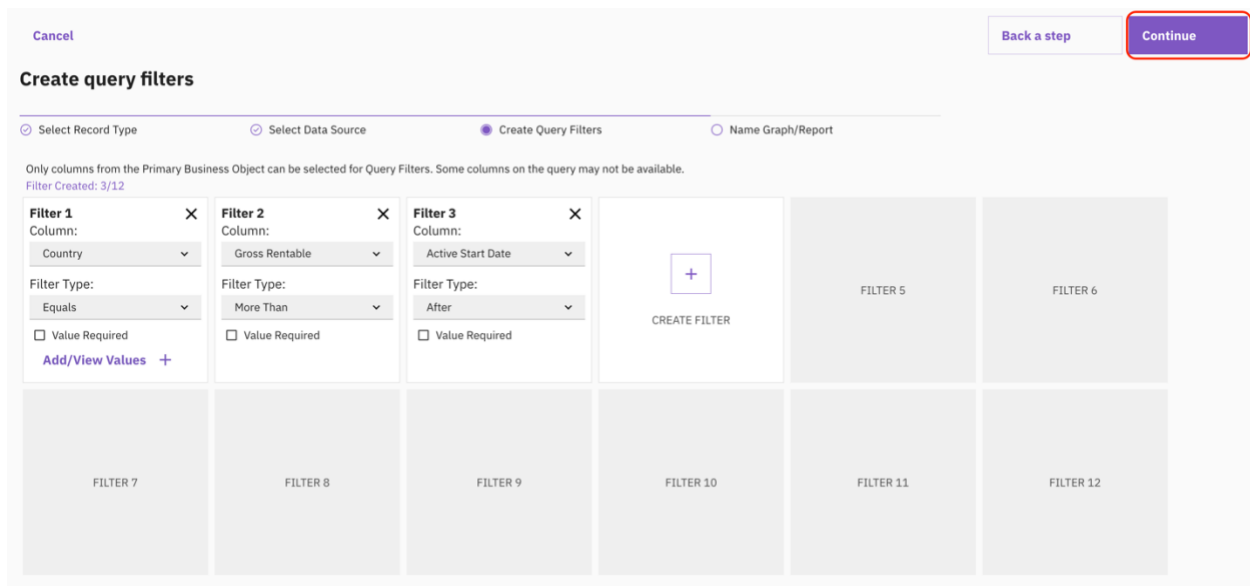 Cancel
Back a step
Continue
Create query filters
Select Record Type
Select Data Source
Create Query Filters
Name Graph/Report
Only columns from the Primary Business Object can be selected for Query Filters. Some columns on the query may not be available.
Filter Created: 3/12
Filter 1
Column:
Country
Filter Type:
Equals
Value Required
Add/View Values +
Filter 2
Column:
Gross Rentable
Filter Type:
More Than
Value Required
Filter 3
Column:
Active Start Date
Filter Type:
After
Value Required
+
CREATE FILTER
FILTER 5
FILTER 6
FILTER 7
FILTER 8
FILTER 9
FILTER 10
FILTER 11
FILTER 12